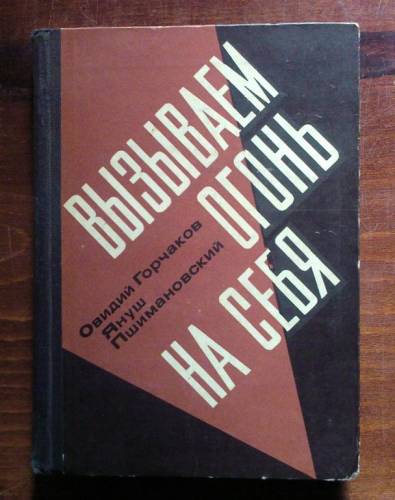 ВЫЗЫВАЕМ
ОГОНЬ
НА СЕБЯ
Овидий Горчаков
Януш
Пшимановский